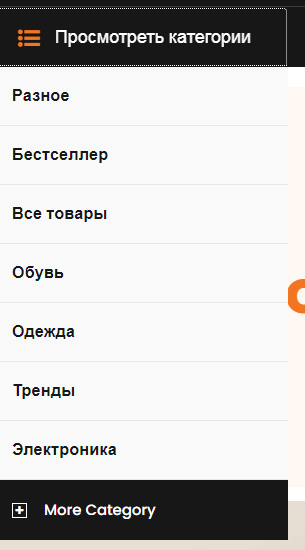 Просмотреть категории
Разное
Бестселлер
Все товары
Обувь
Одежда
Тренды
Электроника
More Category